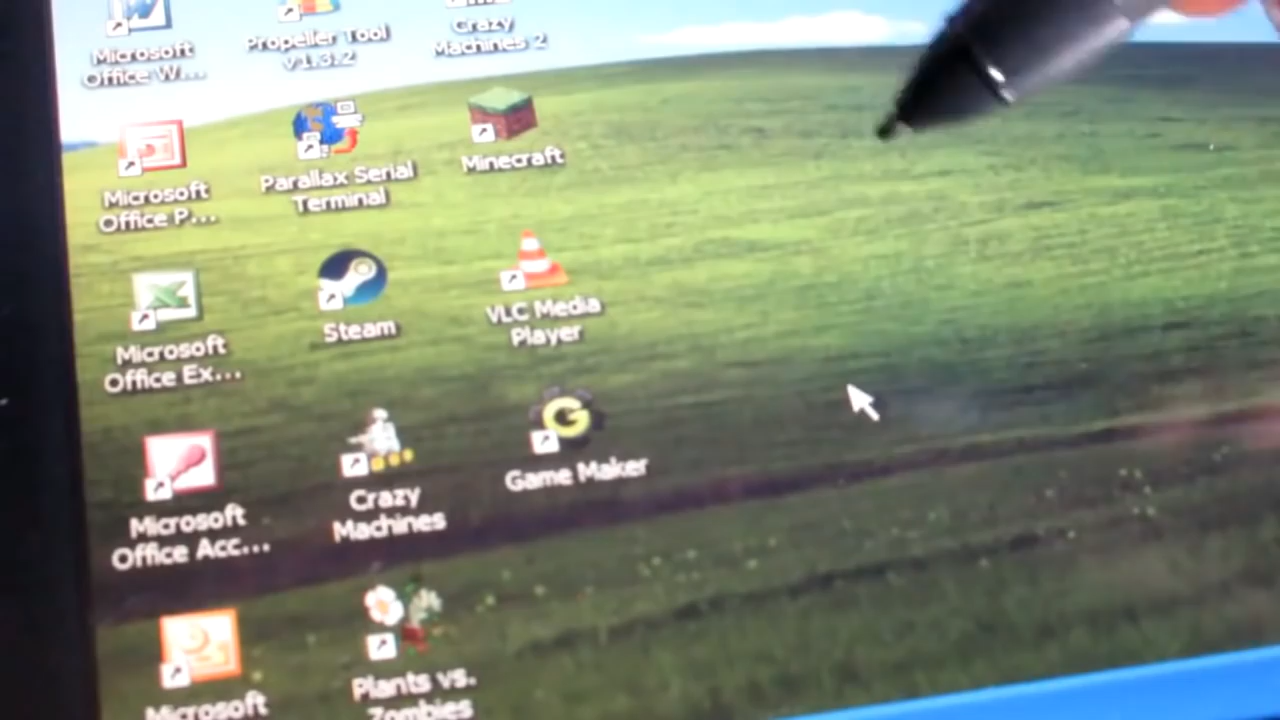 Microsoft
Office W...
Propeller Tool
v1.3.2
Crazy
Machines 2
Microsoft
Office P...
Parallax Serial
Terminal
Minecraft
Microsoft
Office Ex...
Steam
VLC Media
Player
Microsoft
Office Acc...
Crazy
Machines
G
Game Maker
Microsoft
Plants vs.
Zombies